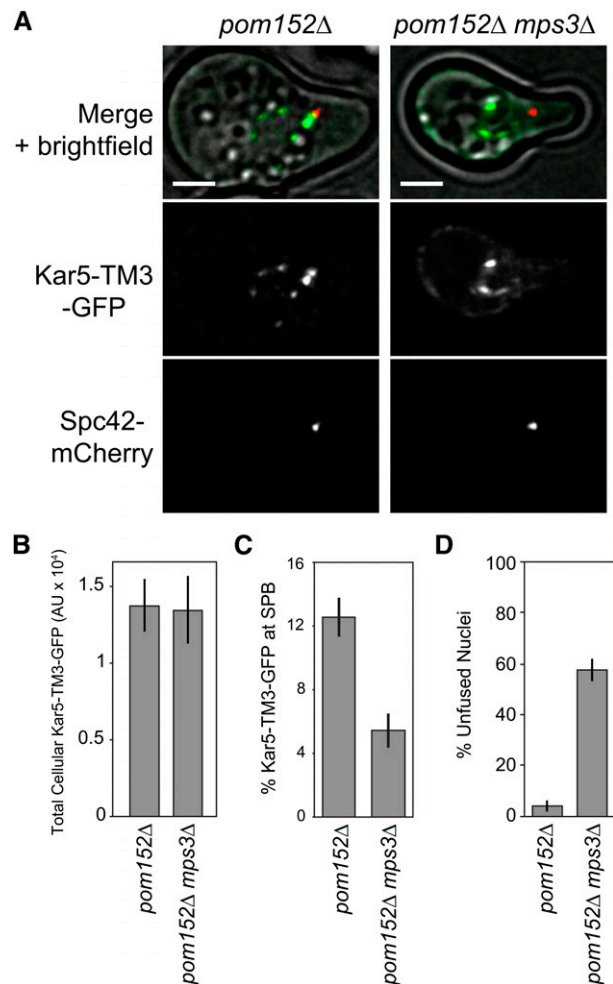 A
pom152Δ
pom152Δ mps3Δ
Merge
+ brightfield
Kar5-TM3
-GFP
Spc42-
mCherry
B
Total Cellular Kar5-TM3-GFP (AU x 10⁴)
1.5
1
0.5
0
pom152Δ
pom152Δ mps3Δ
C
% Kar5-TM3-GFP at SPB
16
12
8
4
0
pom152Δ
pom152Δ mps3Δ
D
% Unfused Nuclei
100
80
60
40
20
0
pom152Δ
pom152Δ mps3Δ